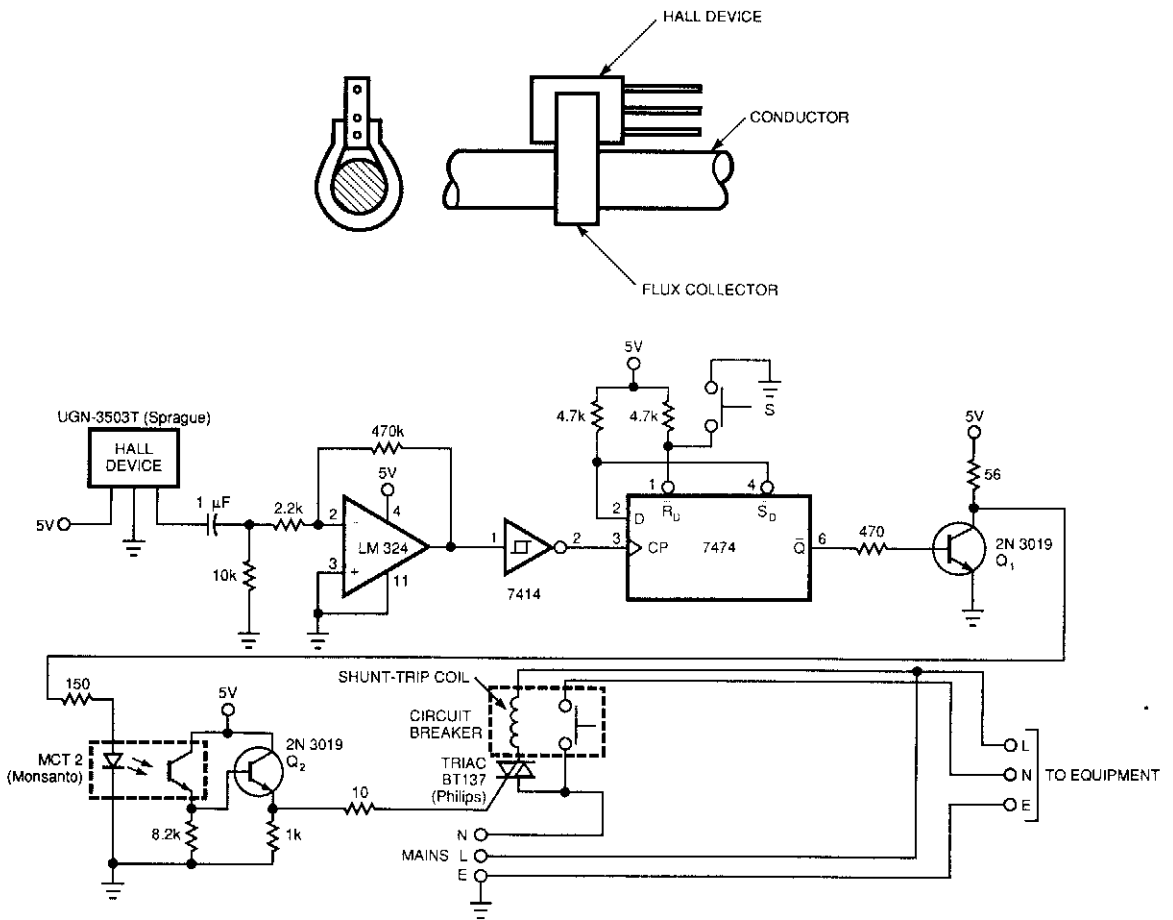 HALL DEVICE
CONDUCTOR
FLUX COLLECTOR
UGN-3503T (Sprague)
HALL
DEVICE
5V
1 µF
10k
2.2k
470k
5V
2
-
4
LM 324
3
+
11
1
2
7414
5V
4.7k
4.7k
S
1
4
R̅D
S̅D
2
D
3
CP
7474
Q̅
6
470
5V
56
2N 3019
Q1
150
MCT 2
(Monsanto)
5V
2N 3019
Q2
8.2k
1k
10
SHUNT-TRIP COIL
CIRCUIT
BREAKER
TRIAC
BT137
(Philips)
N
MAINS L
E
L
N
E
TO EQUIPMENT